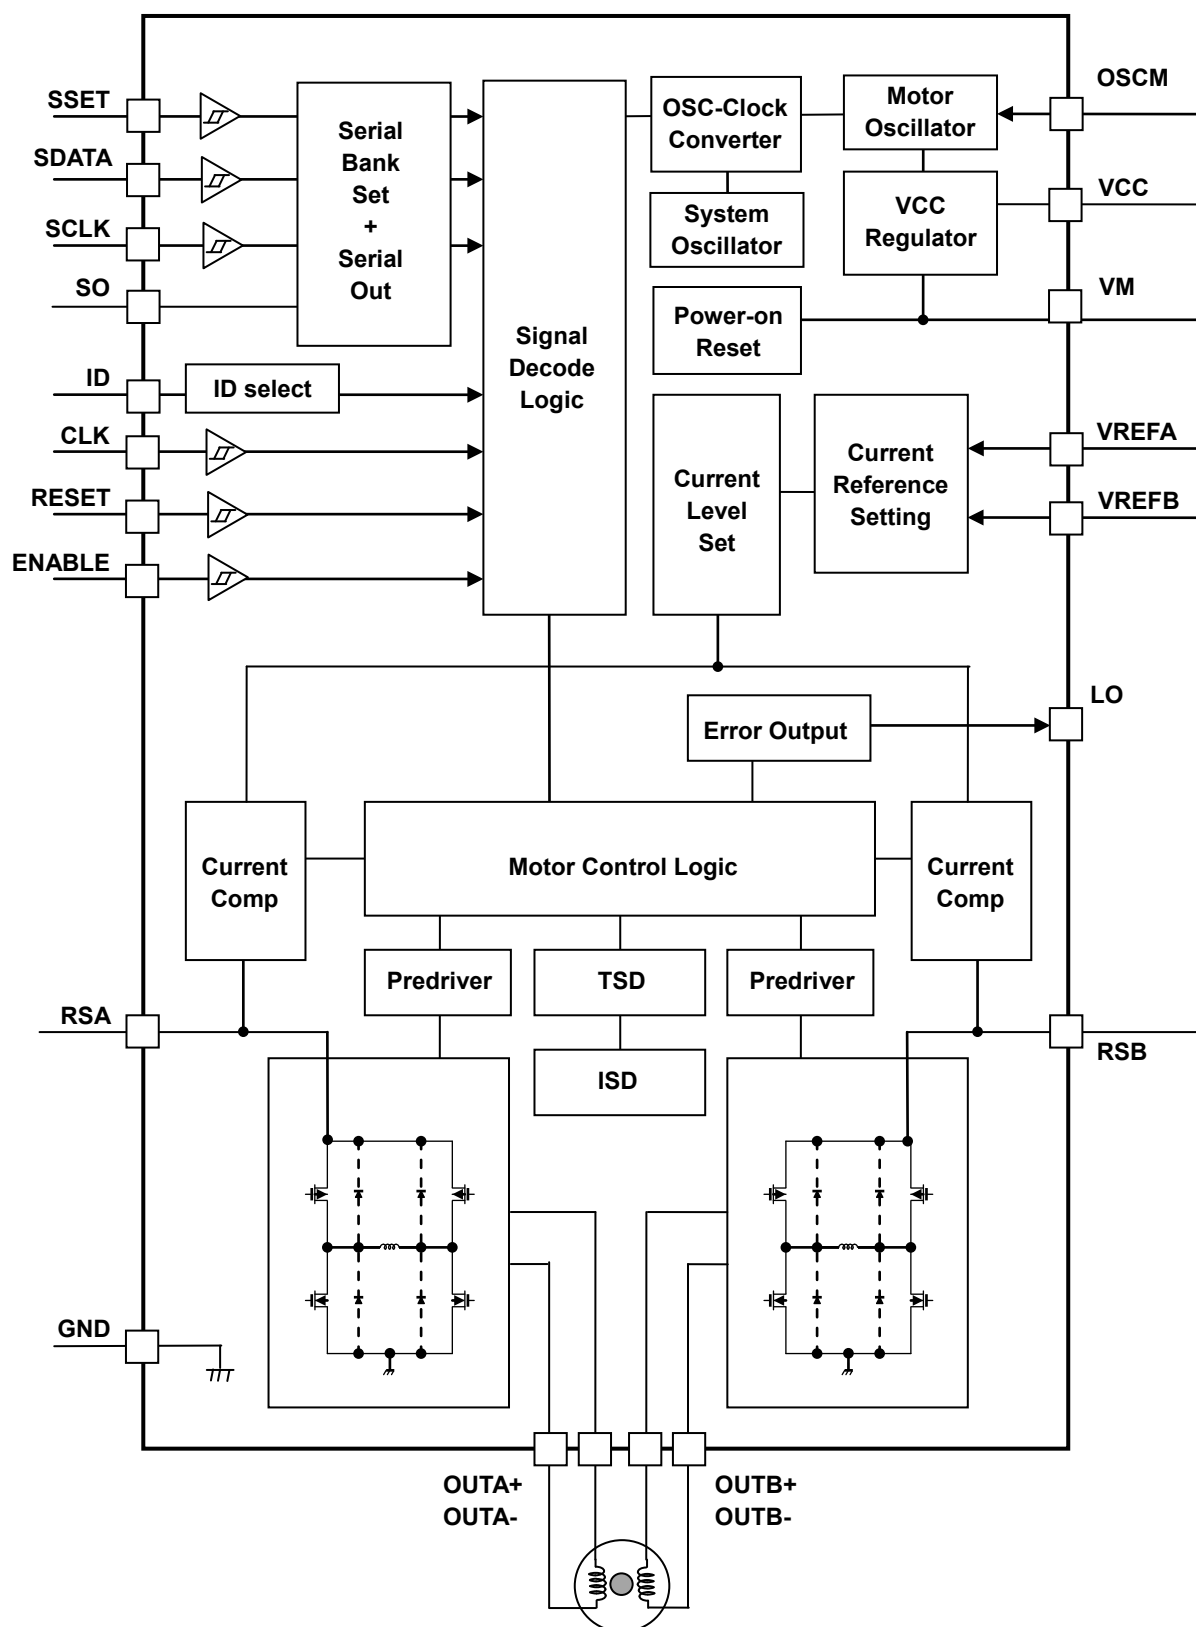 SSET
SDATA
SCLK
SO
ID
CLK
RESET
ENABLE
Serial
Bank
Set
+
Serial
Out
ID select
Signal
Decode
Logic
OSC-Clock
Converter
System
Oscillator
Motor
Oscillator
VCC
Regulator
Power-on
Reset
Current
Level
Set
Current
Reference
Setting
OSCM
VCC
VM
VREFA
VREFB
LO
Error Output
Current
Comp
Motor Control Logic
Current
Comp
Predriver
TSD
Predriver
ISD
RSA
RSB
GND
OUTA+
OUTA-
OUTB+
OUTB-